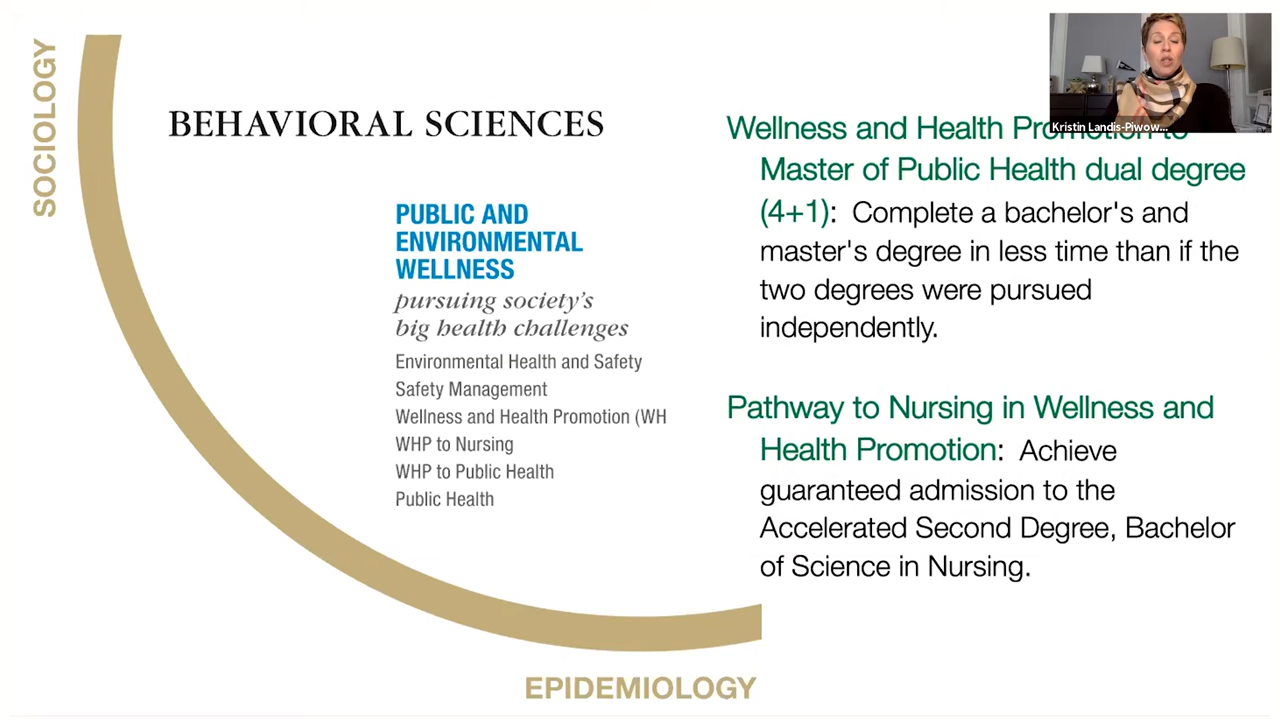 SOCIOLOGY
BEHAVIORAL SCIENCES
PUBLIC AND
ENVIRONMENTAL
WELLNESS
pursuing society's
big health challenges
Environmental Health and Safety
Safety Management
Wellness and Health Promotion (WH
WHP to Nursing
WHP to Public Health
Public Health
EPIDEMIOLOGY
Kristin Landis-Piwow...
Wellness and Health Promotion to
Master of Public Health dual degree
(4+1): Complete a bachelor's and
master's degree in less time than if the
two degrees were pursued
independently.
Pathway to Nursing in Wellness and
Health Promotion: Achieve
guaranteed admission to the
Accelerated Second Degree, Bachelor
of Science in Nursing.